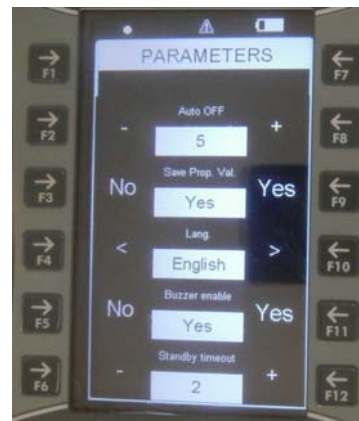 PARAMETERS
F1
F7
Auto OFF
- 5 +
F2
F8
Save Prop. Val.
No Yes Yes
F3
F9
Lang.
< English >
F4
F10
Buzzer enable
No Yes Yes
F5
F11
Standby timeout
- 2 +
F6
F12